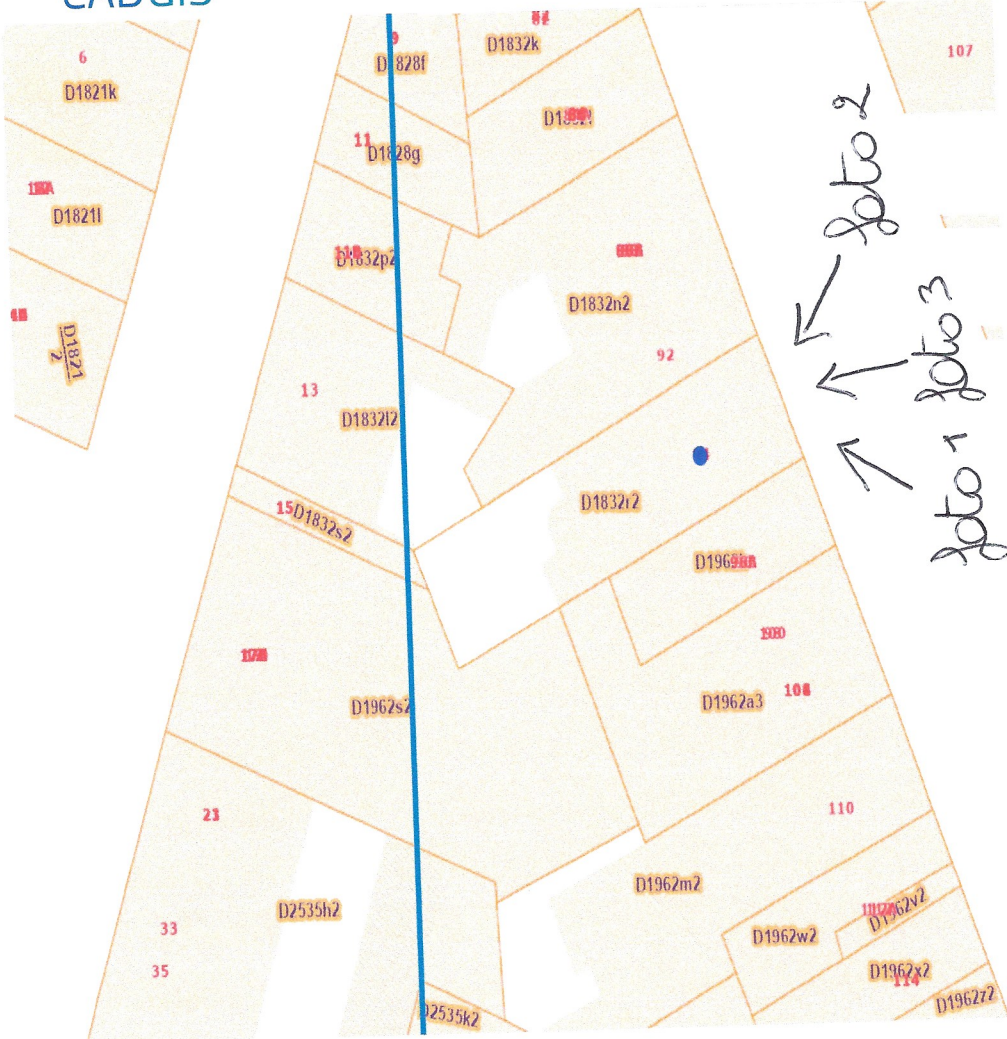 CADGIS
6
D1821k
D1821l
D1821
2
9
D1828f
11
D1828g
D1832k
D1832p2
D1832n2
92
13
D1832l2
15
D1832s2
D1832r2
D1962s2
100
D1962a3
110
D1962m2
D1962w2
D1962v2
D1962x2
114
D1962z2
D2535h2
33
35
D2535k2
107
foto 2
foto 3
foto 1